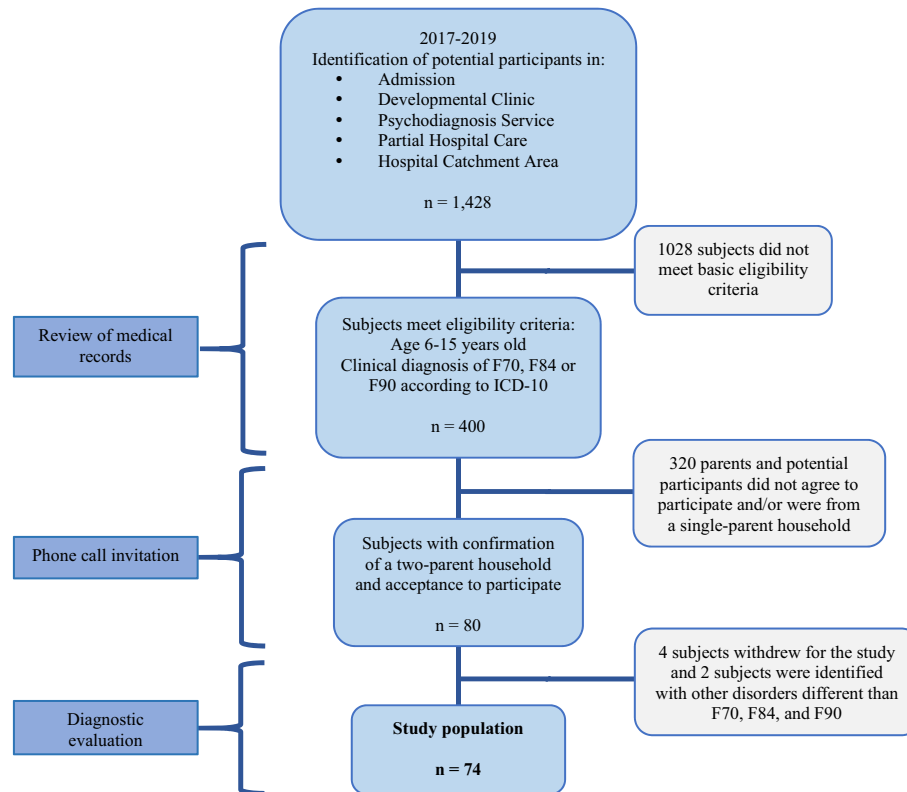 2017-2019
Identification of potential participants in:
• Admission
• Developmental Clinic
• Psychodiagnosis Service
• Partial Hospital Care
• Hospital Catchment Area
n = 1,428
1028 subjects did not
meet basic eligibility
criteria
Review of medical
records
Subjects meet eligibility criteria:
Age 6-15 years old
Clinical diagnosis of F70, F84 or
F90 according to ICD-10
n = 400
320 parents and potential
participants did not agree to
participate and/or were from
a single-parent household
Phone call invitation
Subjects with confirmation
of a two-parent household
and acceptance to participate
n = 80
4 subjects withdrew for the study
and 2 subjects were identified
with other disorders different than
F70, F84, and F90
Diagnostic
evaluation
Study population
n = 74